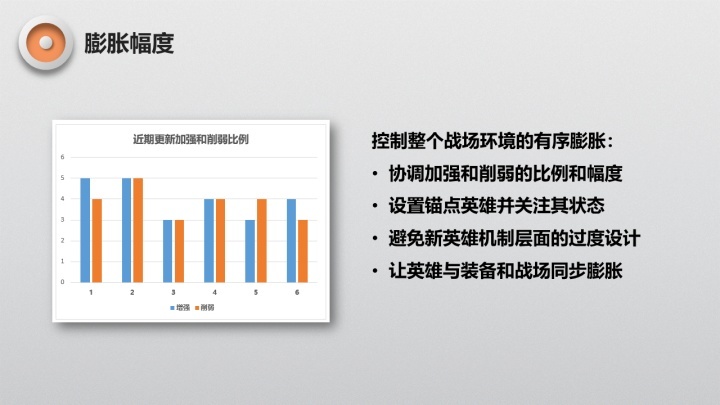 膨胀幅度
近期更新加强和削弱比例
6
5
4
3
2
1
0
1 2 3 4 5 6
增强 削弱
控制整个战场环境的有序膨胀：
• 协调加强和削弱的比例和幅度
• 设置锚点英雄并关注其状态
• 避免新英雄机制层面的过度设计
• 让英雄与装备和战场同步膨胀